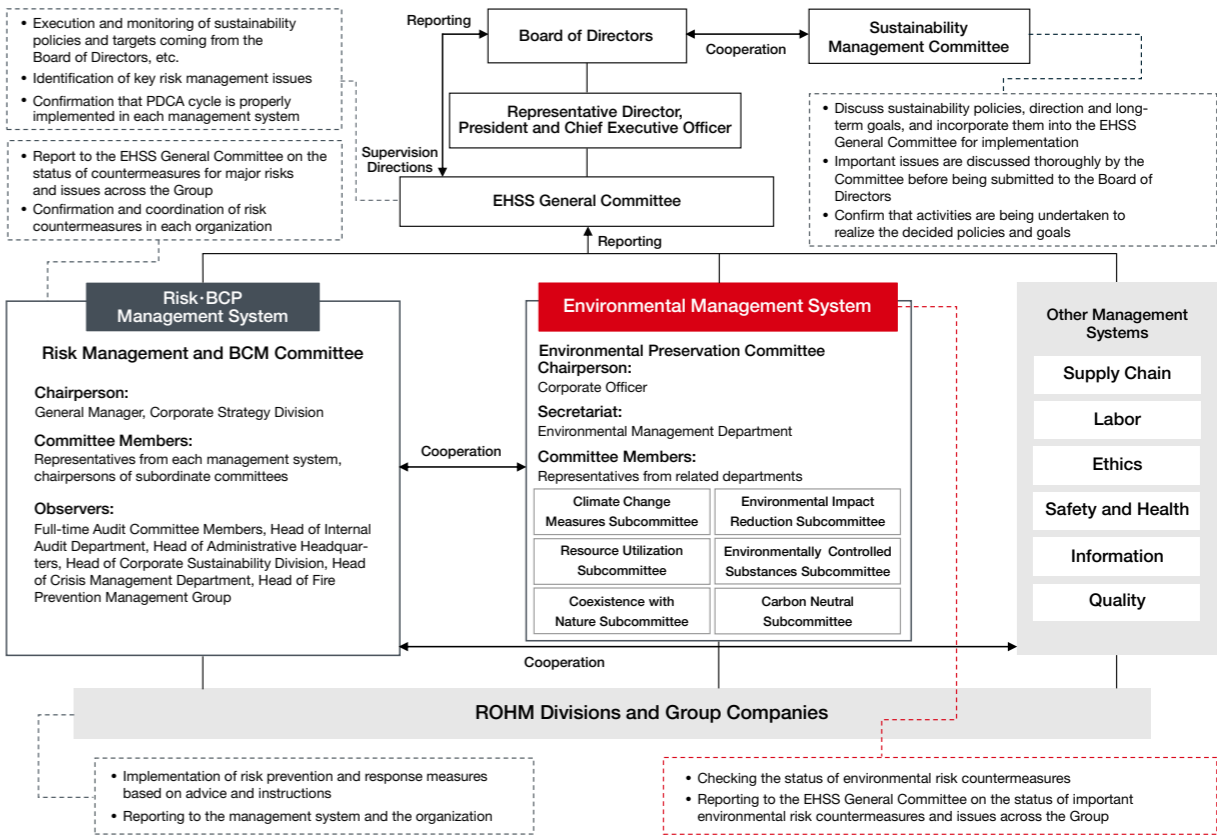 • Execution and monitoring of sustainability
policies and targets coming from the
Board of Directors, etc.
• Identification of key risk management issues
• Confirmation that PDCA cycle is properly
implemented in each management system
• Report to the EHSS General Committee on the
status of countermeasures for major risks
and issues across the Group
• Confirmation and coordination of risk
countermeasures in each organization
Reporting
Board of Directors
Cooperation
Sustainability
Management Committee
Representative Director,
President and Chief Executive Officer
Supervision
Directions
EHSS General Committee
Reporting
• Discuss sustainability policies, direction and long-
term goals, and incorporate them into the EHSS
General Committee for implementation
• Important issues are discussed thoroughly by the
Committee before being submitted to the Board of
Directors
• Confirm that activities are being undertaken to
realize the decided policies and goals
Risk·BCP
Management System
Risk Management and BCM Committee
Chairperson:
General Manager, Corporate Strategy Division
Committee Members:
Representatives from each management system,
chairpersons of subordinate committees
Observers:
Full-time Audit Committee Members, Head of Internal
Audit Department, Head of Administrative Headquar-
ters, Head of Corporate Sustainability Division, Head
of Crisis Management Department, Head of Fire
Prevention Management Group
Cooperation
Environmental Management System
Environmental Preservation Committee
Chairperson:
Corporate Officer
Secretariat:
Environmental Management Department
Committee Members:
Representatives from related departments
Climate Change
Measures Subcommittee
Environmental Impact
Reduction Subcommittee
Resource Utilization
Subcommittee
Environmentally Controlled
Substances Subcommittee
Coexistence with
Nature Subcommittee
Carbon Neutral
Subcommittee
Other Management
Systems
Supply Chain
Labor
Ethics
Safety and Health
Information
Quality
Cooperation
ROHM Divisions and Group Companies
• Implementation of risk prevention and response measures
based on advice and instructions
• Reporting to the management system and the organization
• Checking the status of environmental risk countermeasures
• Reporting to the EHSS General Committee on the status of important
environmental risk countermeasures and issues across the Group